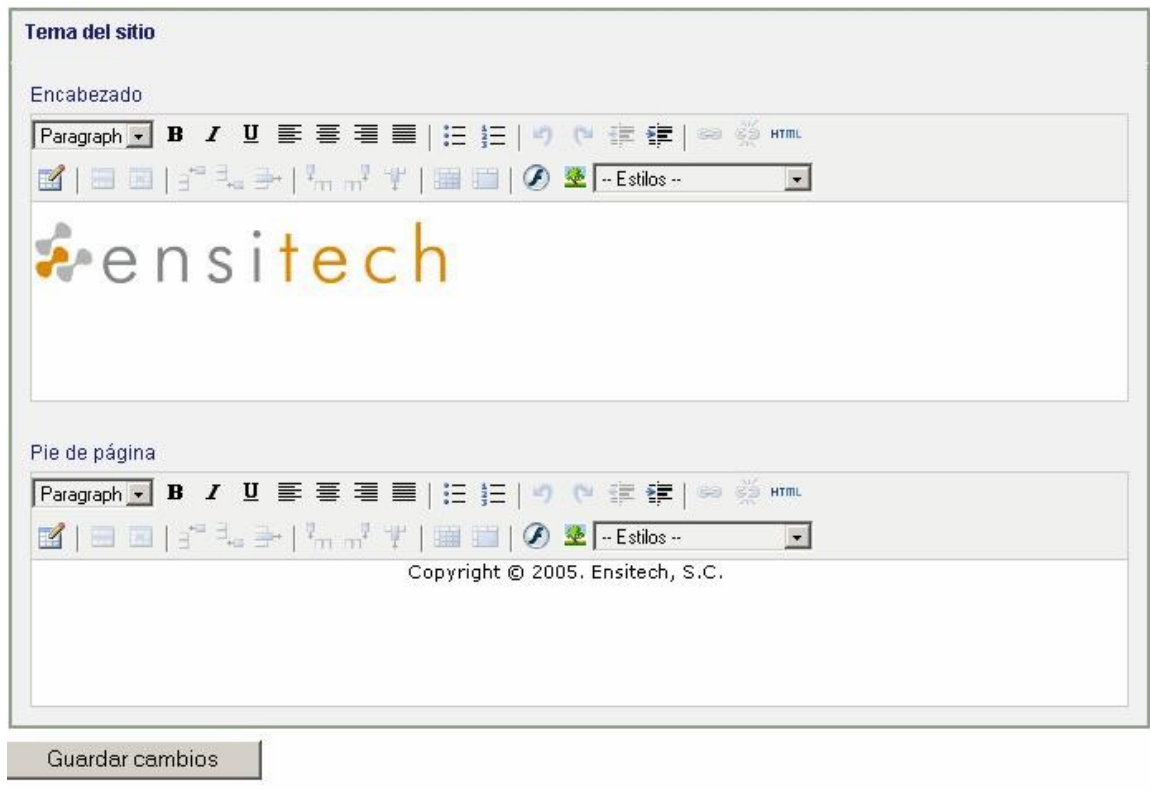 Tema del sitio
Encabezado
Paragraph B I U HTML
-- Estilos --
ensitech
Pie de página
Paragraph B I U HTML
-- Estilos --
Copyright © 2005. Ensitech, S.C.
Guardar cambios